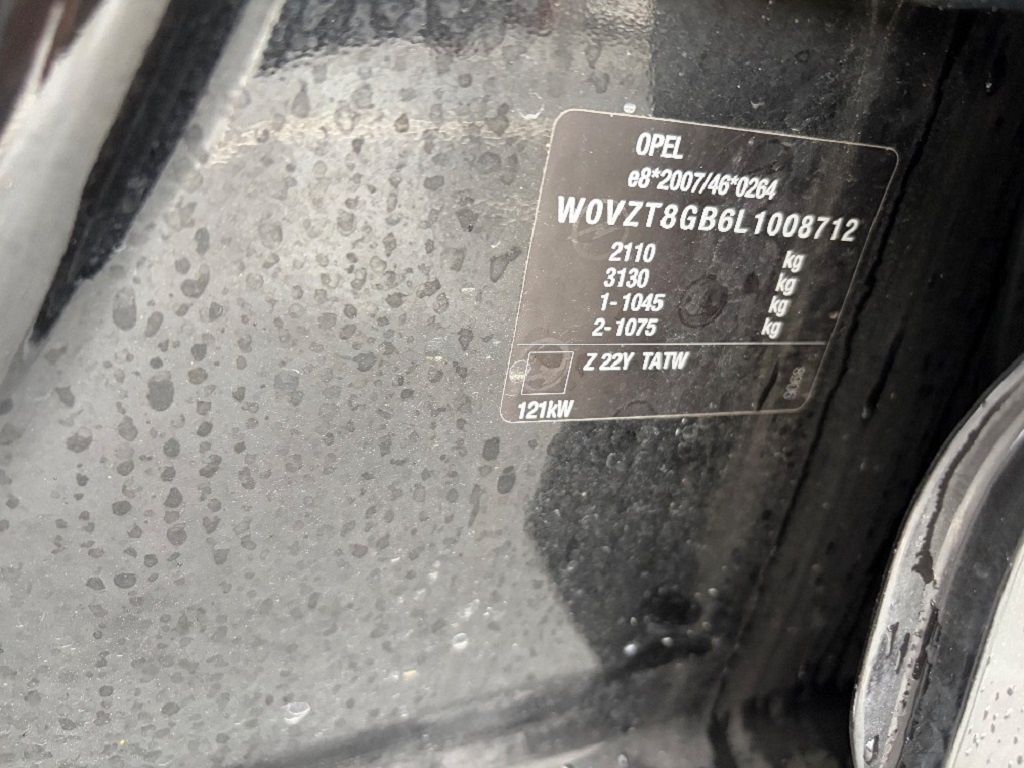 OPEL
e8*2007/46*0264
W0VZT8GB6L1008712
2110 kg
3130 kg
1-1045 kg
2-1075 kg
Z 22Y TATW
121kW